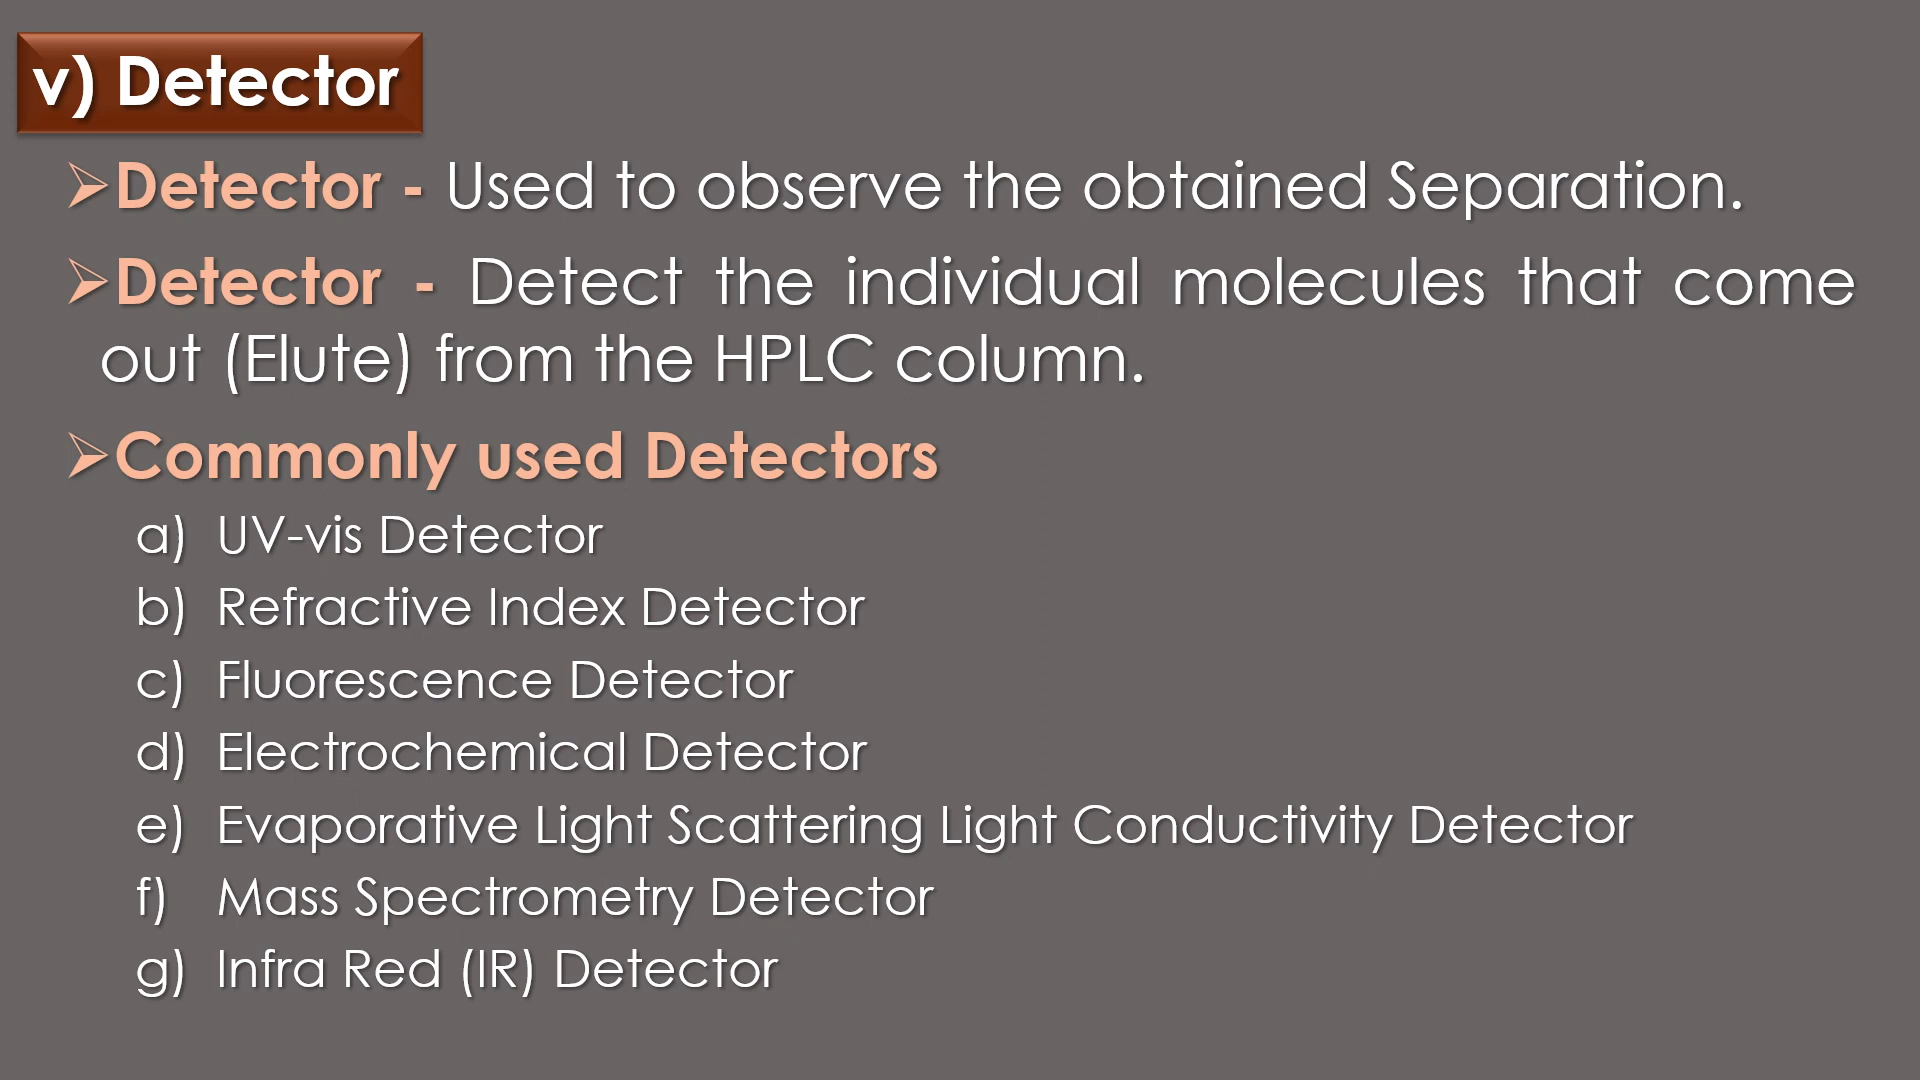 v) Detector
➢Detector - Used to observe the obtained Separation.
➢Detector - Detect the individual molecules that come
out (Elute) from the HPLC column.
➢Commonly used Detectors
a) UV-vis Detector
b) Refractive Index Detector
c) Fluorescence Detector
d) Electrochemical Detector
e) Evaporative Light Scattering Light Conductivity Detector
f) Mass Spectrometry Detector
g) Infra Red (IR) Detector